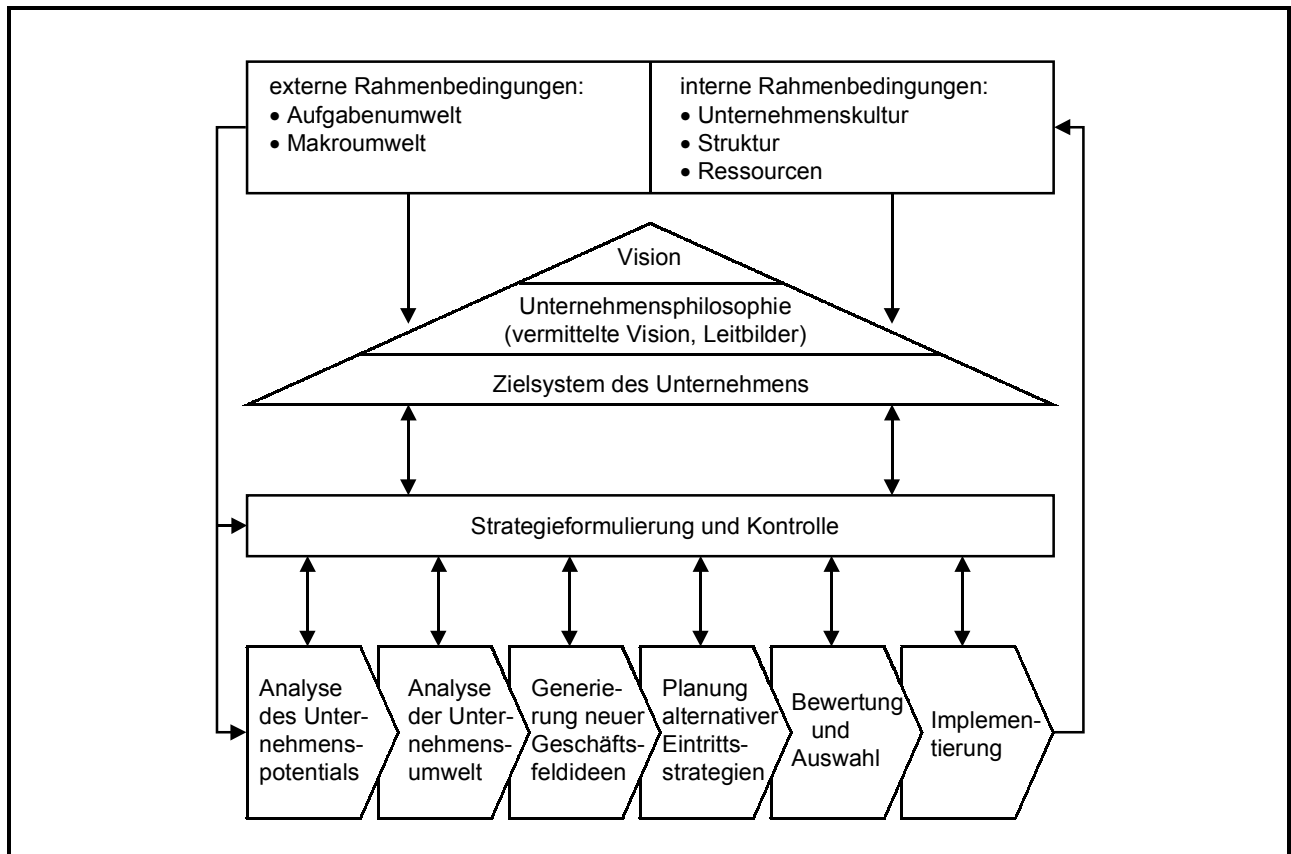 externe Rahmenbedingungen:
• Aufgabenumwelt
• Makroumwelt
interne Rahmenbedingungen:
• Unternehmenskultur
• Struktur
• Ressourcen
Vision
Unternehmensphilosophie
(vermittelte Vision, Leitbilder)
Zielsystem des Unternehmens
Strategieformulierung und Kontrolle
Analyse
des Unter-
nehmens-
potentials
Analyse
der Unter-
nehmens-
umwelt
Generie-
rung neuer
Geschäfts-
feldideen
Planung
alternativer
Eintritts-
strategien
Bewertung
und
Auswahl
Implemen-
tierung